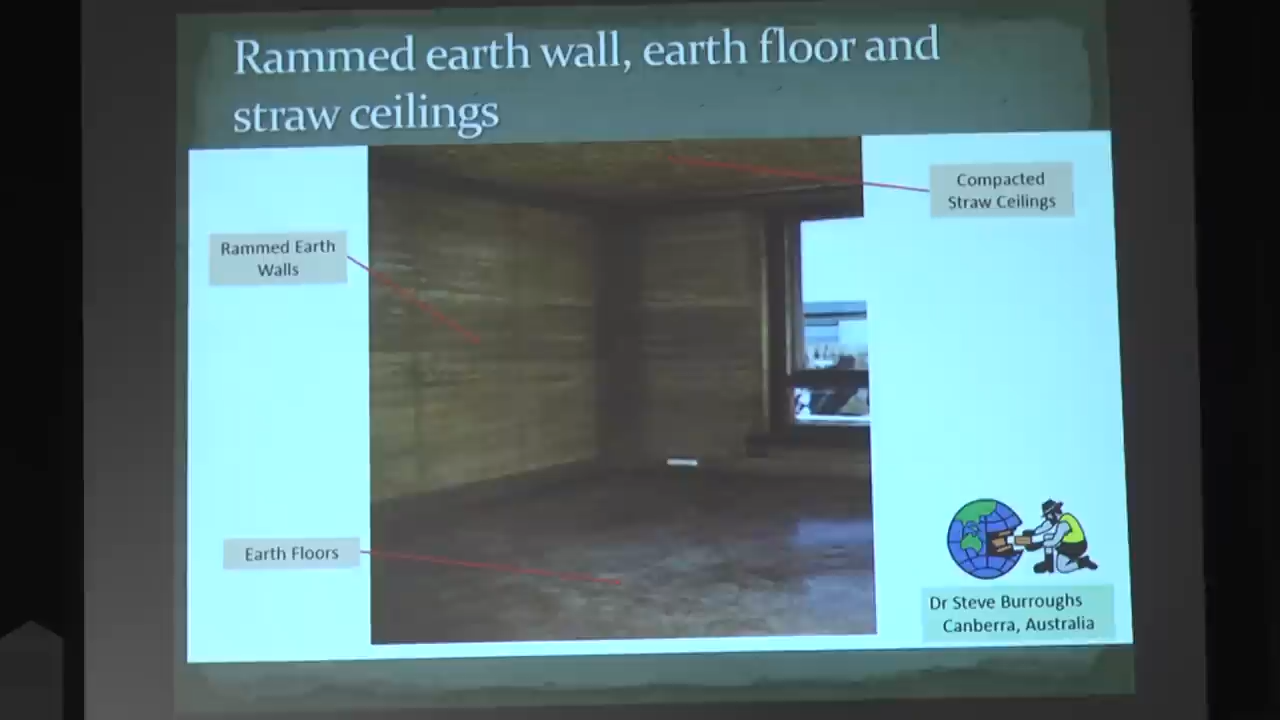 Rammed earth wall, earth floor and
straw ceilings
Compacted
Straw Ceilings
Rammed Earth
Walls
Earth Floors
Dr Steve Burroughs
Canberra, Australia